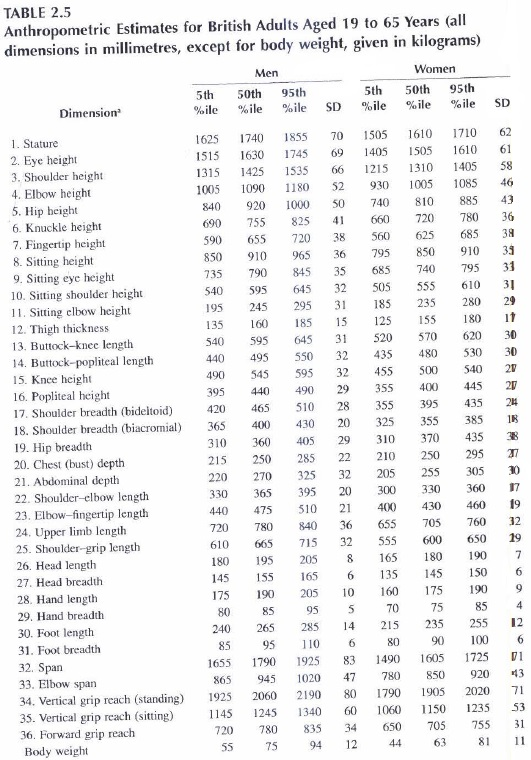 TABLE 2.5
Anthropometric Estimates for British Adults Aged 19 to 65 Years (all
dimensions in millimetres, except for body weight, given in kilograms)
Men Women
5th 50th 95th 5th 50th 95th
Dimensionᵃ %ile %ile %ile SD %ile %ile %ile SD
1. Stature 1625 1740 1855 70 1505 1610 1710 62
2. Eye height 1515 1630 1745 69 1405 1505 1610 61
3. Shoulder height 1315 1425 1535 66 1215 1310 1405 58
4. Elbow height 1005 1090 1180 52 930 1005 1085 46
5. Hip height 840 920 1000 50 740 810 885 43
6. Knuckle height 690 755 825 41 660 720 780 36
7. Fingertip height 590 655 720 38 560 625 685 38
8. Sitting height 850 910 965 36 795 850 910 35
9. Sitting eye height 735 790 845 35 685 740 795 33
10. Sitting shoulder height 540 595 645 32 505 555 610 31
11. Sitting elbow height 195 245 295 31 185 235 280 29
12. Thigh thickness 135 160 185 15 125 155 180 17
13. Buttock–knee length 540 595 645 31 520 570 620 30
14. Buttock–popliteal length 440 495 550 32 435 480 530 30
15. Knee height 490 545 595 32 455 500 540 27
16. Popliteal height 395 440 490 29 355 400 445 27
17. Shoulder breadth (bideltoid) 420 465 510 28 355 395 435 24
18. Shoulder breadth (biacromial) 365 400 430 20 325 355 385 18
19. Hip breadth 310 360 405 29 310 370 435 38
20. Chest (bust) depth 215 250 285 22 210 250 295 27
21. Abdominal depth 220 270 325 32 205 255 305 30
22. Shoulder–elbow length 330 365 395 20 300 330 360 17
23. Elbow–fingertip length 440 475 510 21 400 430 460 19
24. Upper limb length 720 780 840 36 655 705 760 32
25. Shoulder–grip length 610 665 715 32 555 600 650 29
26. Head length 180 195 205 8 165 180 190 7
27. Head breadth 145 155 165 6 135 145 150 6
28. Hand length 175 190 205 10 160 175 190 9
29. Hand breadth 80 85 95 5 70 75 85 4
30. Foot length 240 265 285 14 215 235 255 12
31. Foot breadth 85 95 110 6 80 90 100 6
32. Span 1655 1790 1925 83 1490 1605 1725 71
33. Elbow span 865 945 1020 47 780 850 920 43
34. Vertical grip reach (standing) 1925 2060 2190 80 1790 1905 2020 71
35. Vertical grip reach (sitting) 1145 1245 1340 60 1060 1150 1235 53
36. Forward grip reach 720 780 835 34 650 705 755 31
Body weight 55 75 94 12 44 63 81 11